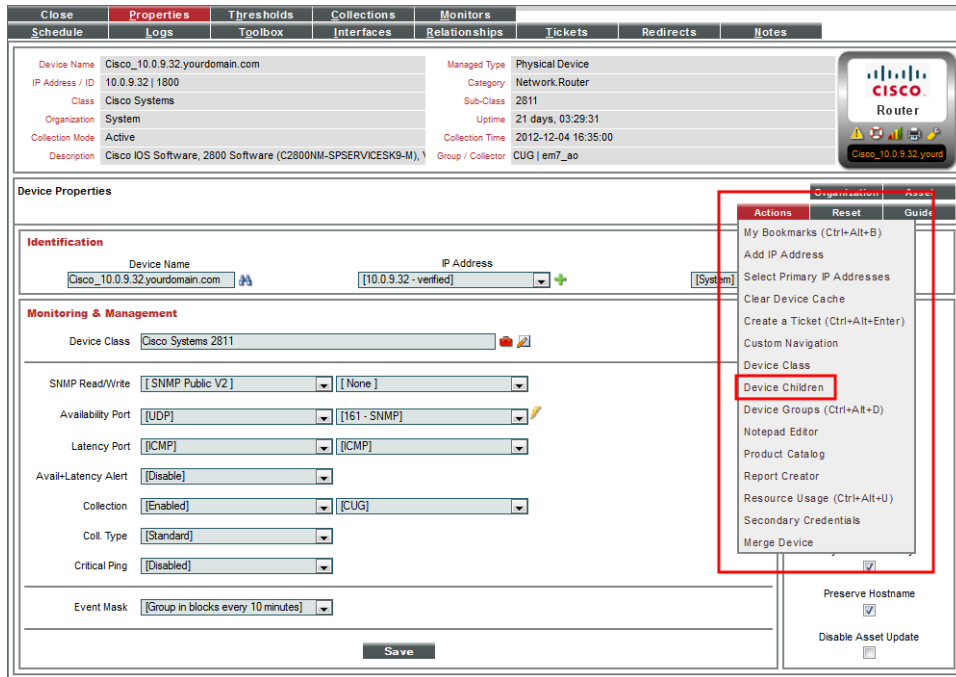 Close Properties Thresholds Collections Monitors
Schedule Logs Toolbox Interfaces Relationships Tickets Redirects Notes
Device Name Cisco_10.0.9.32.yourdomain.com Managed Type Physical Device
IP Address / ID 10.0.9.32 | 1800 Category Network.Router
Class Cisco Systems Sub-Class 2811
Organization System Uptime 21 days, 03:29:31
Collection Mode Active Collection Time 2012-12-04 16:35:00
Description Cisco IOS Software, 2800 Software (C2800NM-SPSERVICESK9-M), Group / Collector CUG | em7_ao
CISCO
Router
Cisco_10.0.9.32.yourd
Device Properties
Organization Asset
Actions Reset Guide
My Bookmarks (Ctrl+Alt+B)
Add IP Address
Select Primary IP Addresses
Clear Device Cache
Create a Ticket (Ctrl+Alt+Enter)
Custom Navigation
Device Class
Device Children
Device Groups (Ctrl+Alt+D)
Notepad Editor
Product Catalog
Report Creator
Resource Usage (Ctrl+Alt+U)
Secondary Credentials
Merge Device
Identification
Device Name IP Address
Cisco_10.0.9.32.yourdomain.com [10.0.9.32 - verified] [System]
Monitoring & Management
Device Class Cisco Systems 2811
SNMP Read/Write [ SNMP Public V2 ] [ None ]
Availability Port [UDP] [161 - SNMP]
Latency Port [ICMP] [ICMP]
Avail+Latency Alert [Disable]
Collection [Enabled] [CUG]
Coll. Type [Standard]
Critical Ping [Disabled]
Event Mask [Group in blocks every 10 minutes]
Save
Preserve Hostname
Disable Asset Update